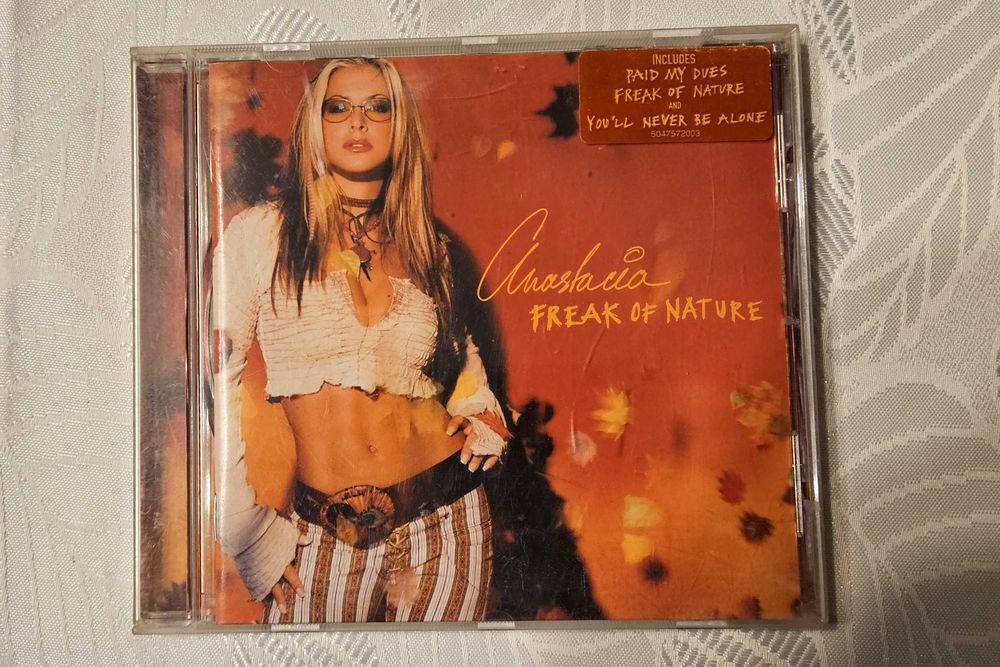 INCLUDES
PAID MY DUES
FREAK OF NATURE
AND
YOU'LL NEVER BE ALONE
5047572003
Anastacia
FREAK OF NATURE